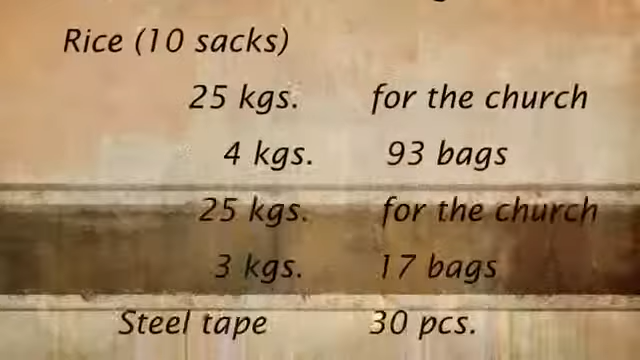 Rice (10 sacks)
25 kgs. for the church
4 kgs. 93 bags
25 kgs. for the church
3 kgs. 17 bags
Steel tape 30 pcs.